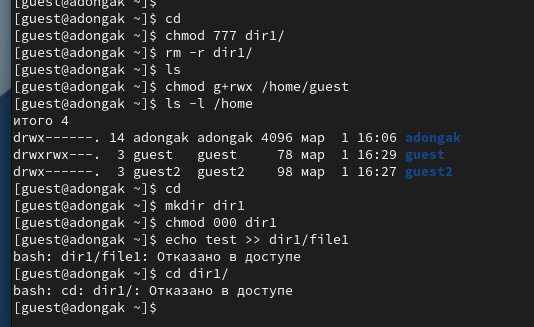 [guest@adongak ~]$
[guest@adongak ~]$ cd
[guest@adongak ~]$ chmod 777 dir1/
[guest@adongak ~]$ rm -r dir1/
[guest@adongak ~]$ ls
[guest@adongak ~]$ chmod g+rwx /home/guest
[guest@adongak ~]$ ls -l /home
итого 4
drwx------. 14 adongak adongak 4096 мар  1 16:06 adongak
drwxrwx---.  3 guest   guest     78 мар  1 16:29 guest
drwx------.  3 guest2  guest2    98 мар  1 16:27 guest2
[guest@adongak ~]$ cd
[guest@adongak ~]$ mkdir dir1
[guest@adongak ~]$ chmod 000 dir1
[guest@adongak ~]$ echo test >> dir1/file1
bash: dir1/file1: Отказано в доступе
[guest@adongak ~]$ cd dir1/
bash: cd: dir1/: Отказано в доступе
[guest@adongak ~]$